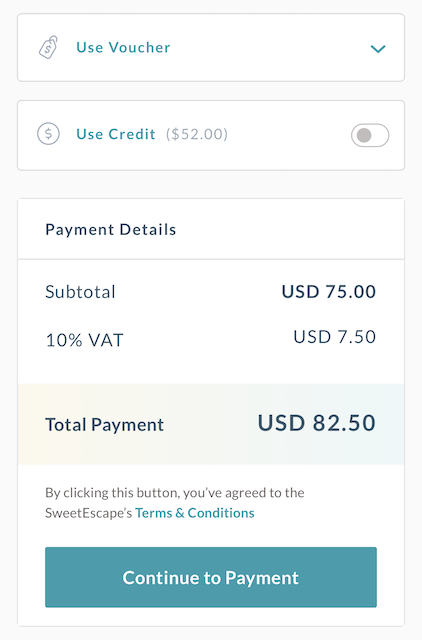 Use Voucher
Use Credit ($52.00)
Payment Details
Subtotal USD 75.00
10% VAT USD 7.50
Total Payment USD 82.50
By clicking this button, you've agreed to the
SweetEscape's Terms & Conditions
Continue to Payment